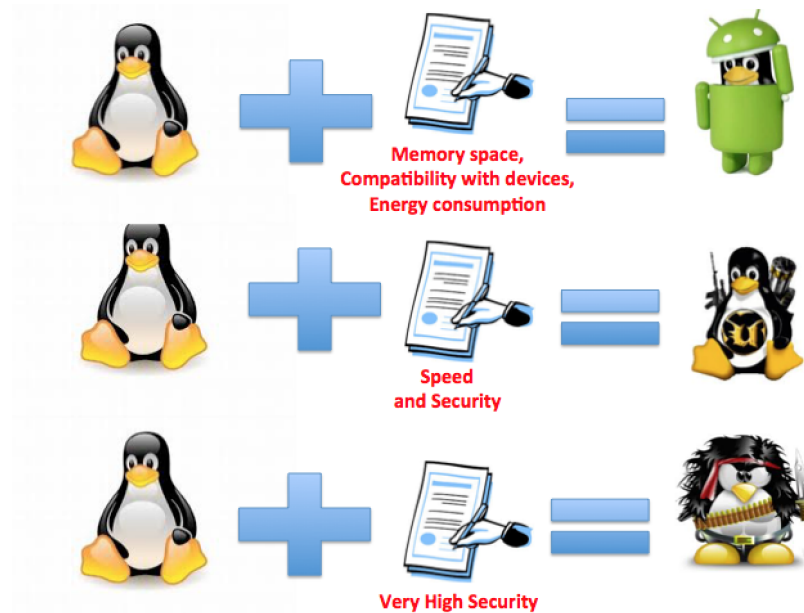 Memory space,
Compatibility with devices,
Energy consumption
Speed
and Security
Very High Security